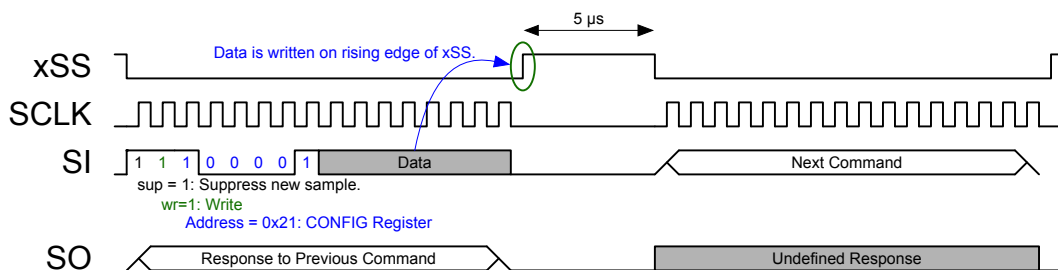 5 µs
Data is written on rising edge of xSS.
xSS
SCLK
SI
1 1 1 0 0 0 0 1 Data
Next Command
sup = 1: Suppress new sample.
wr=1: Write
Address = 0x21: CONFIG Register
SO
Response to Previous Command
Undefined Response